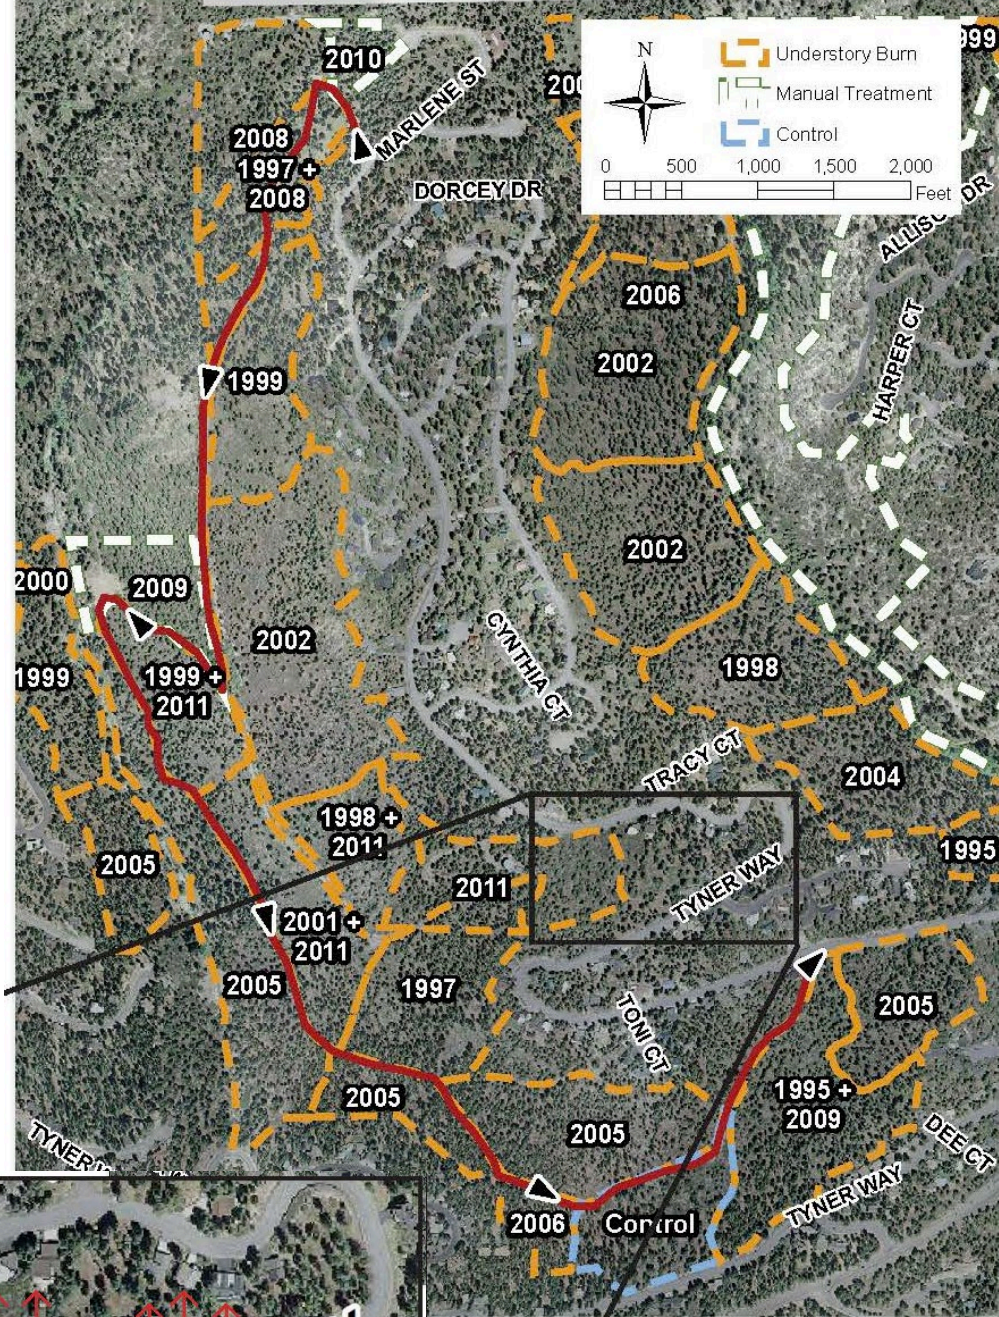 2010
MARLENE ST
N
Understory Burn
Manual Treatment
Control
0 500 1,000 1,500 2,000
Feet
2008
1997 +
2008
DORCEY DR
2006
2002
HARPER CT
1999
2002
2000
2009
2002
CYNTHIA CT
1999
1999 +
2011
1998
TRACY CT
2004
1998 +
2011
1995
2005
2011
TYNER WAY
2001 +
2011
2005
1997
2005
TONI CT
2005
1995 +
2009
2005
DEE CT
TYNER WAY
2006
Control
TYNER